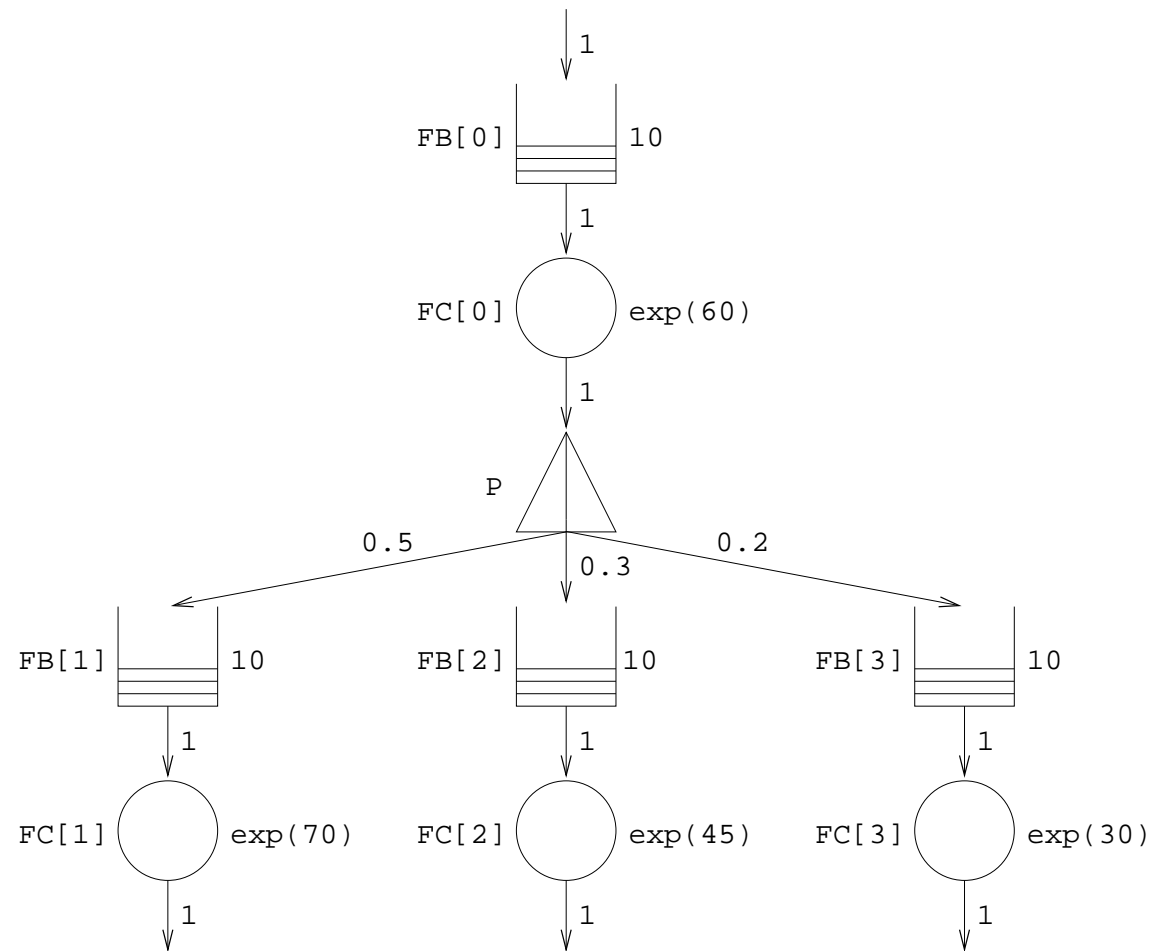 1
FB[0] 10
1
FC[0] exp(60)
1
P
0.5 0.3 0.2
FB[1] 10 FB[2] 10 FB[3] 10
1 1 1
FC[1] exp(70) FC[2] exp(45) FC[3] exp(30)
1 1 1